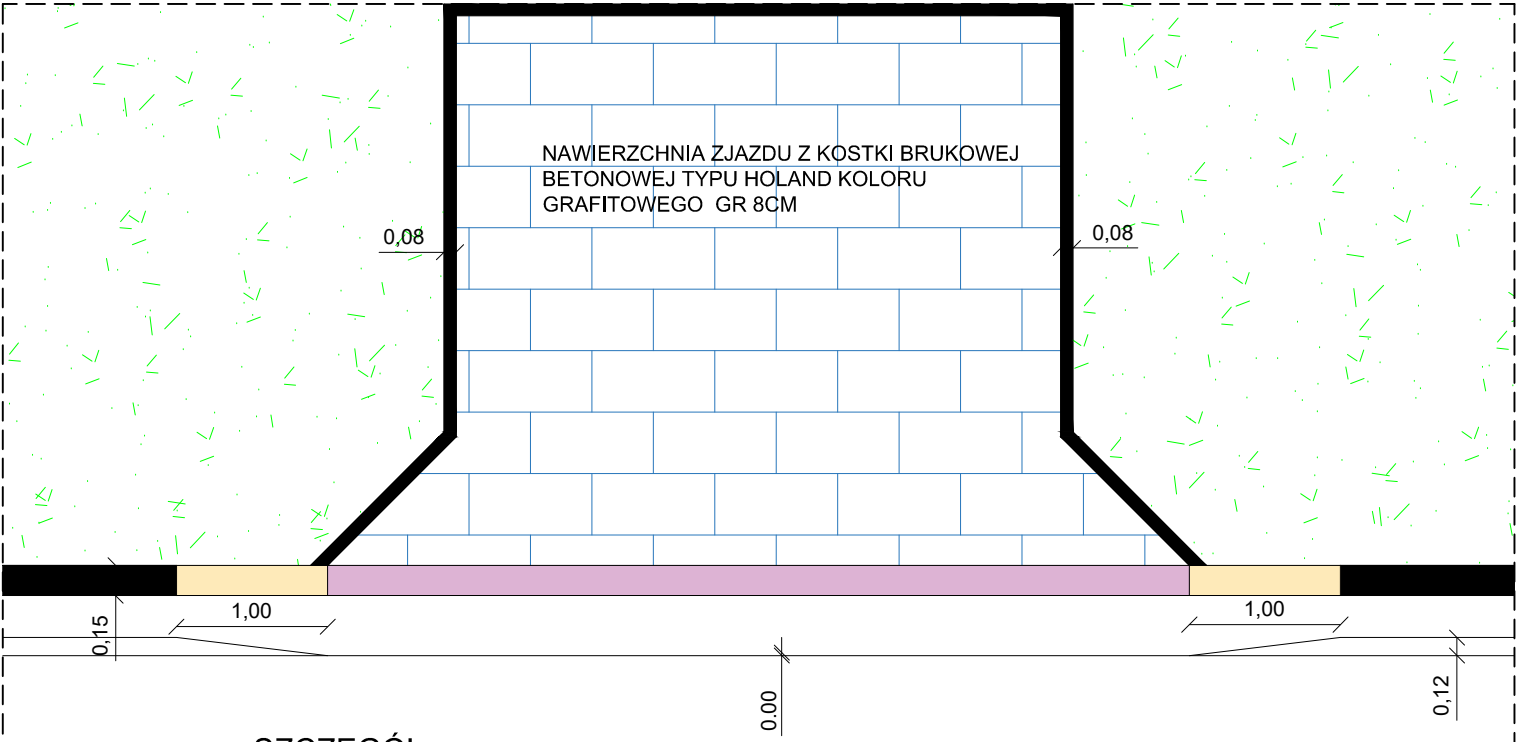 NAWIERZCHNIA ZJAZDU Z KOSTKI BRUKOWEJ
BETONOWEJ TYPU HOLAND KOLORU
GRAFITOWEGO GR 8CM
0,08
0,08
1,00
1,00
0,15
0.00
0,12
SZCZEGÓŁ